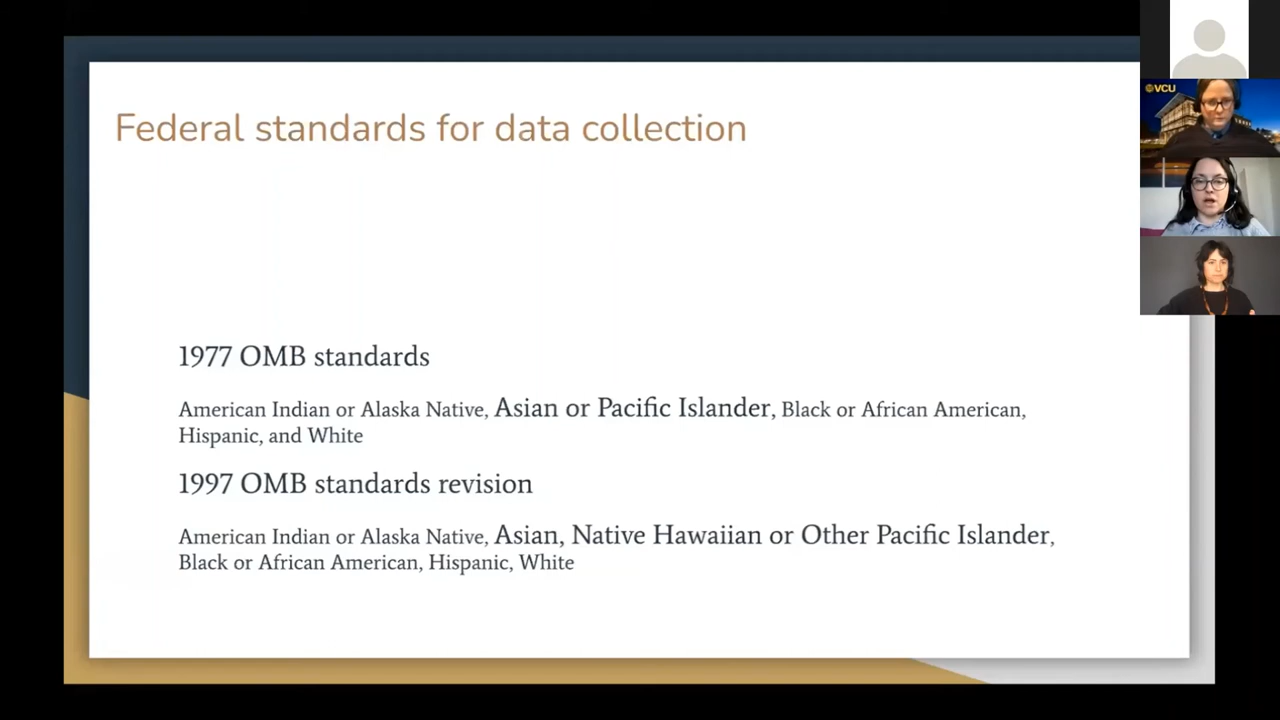 Federal standards for data collection
VCU
1977 OMB standards
American Indian or Alaska Native, Asian or Pacific Islander, Black or African American,
Hispanic, and White
1997 OMB standards revision
American Indian or Alaska Native, Asian, Native Hawaiian or Other Pacific Islander,
Black or African American, Hispanic, White